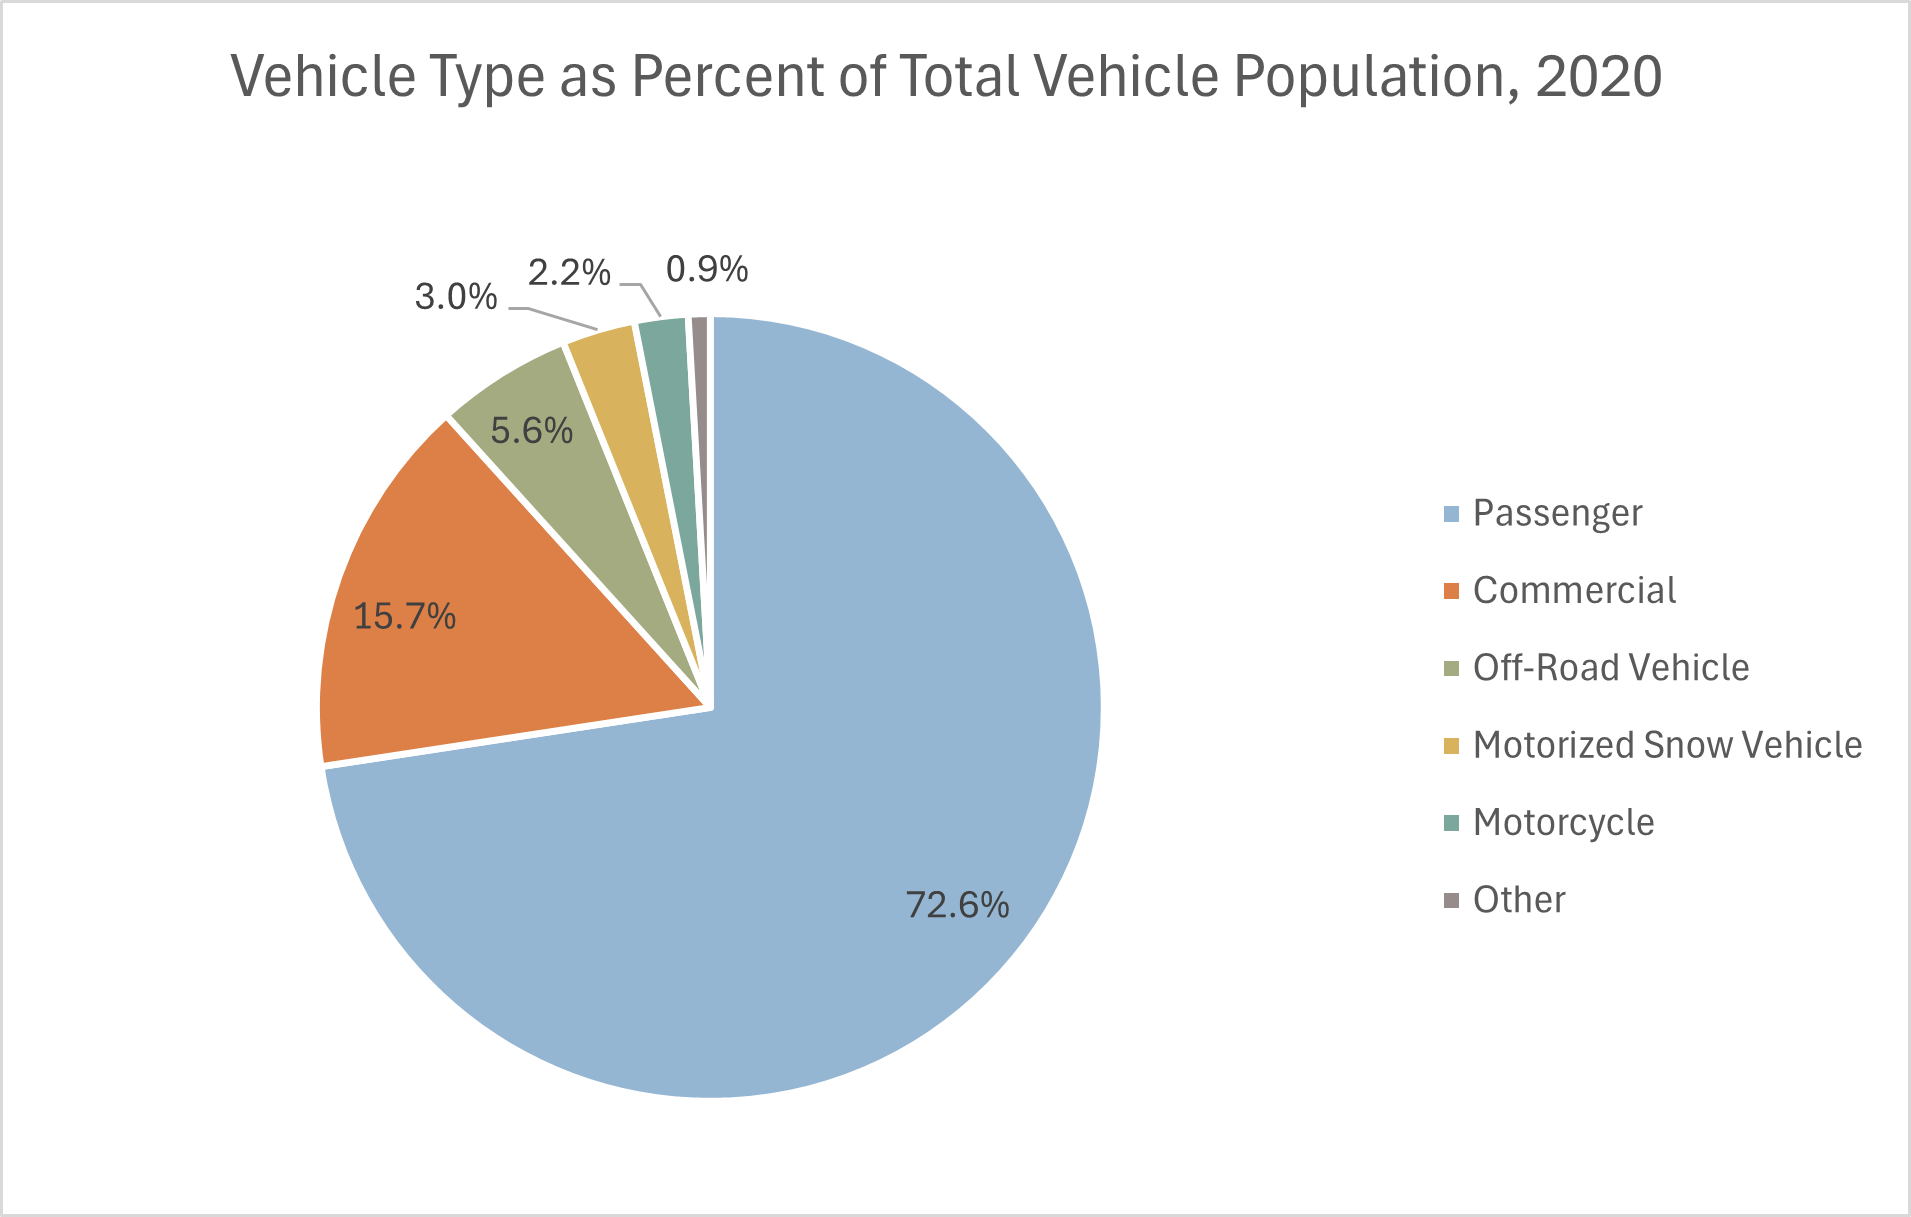 Vehicle Type as Percent of Total Vehicle Population, 2020
0.9%
2.2%
3.0%
5.6%
15.7%
72.6%
Passenger
Commercial
Off-Road Vehicle
Motorized Snow Vehicle
Motorcycle
Other